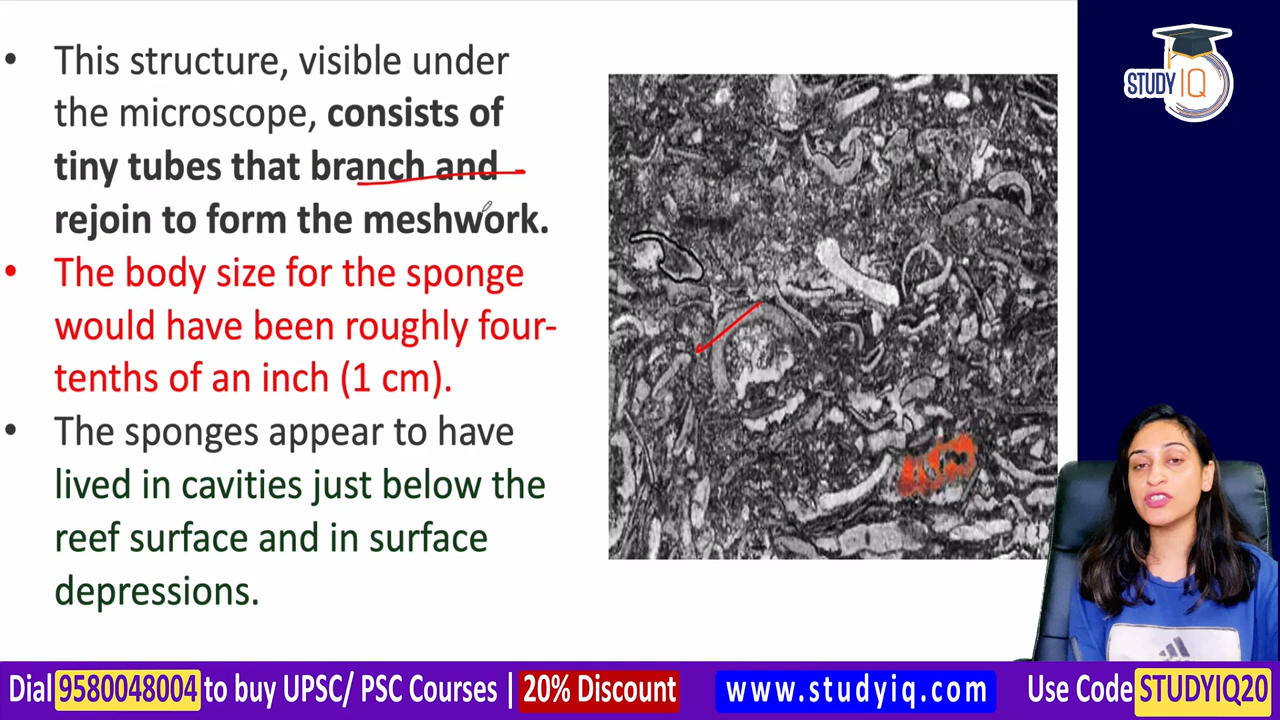 • This structure, visible under
the microscope, consists of
tiny tubes that branch and
rejoin to form the meshwork.
• The body size for the sponge
would have been roughly four-
tenths of an inch (1 cm).
• The sponges appear to have
lived in cavities just below the
reef surface and in surface
depressions.
STUDY IQ
Dial 9580048004 to buy UPSC/ PSC Courses | 20% Discount www.studyiq.com Use Code STUDYIQ20